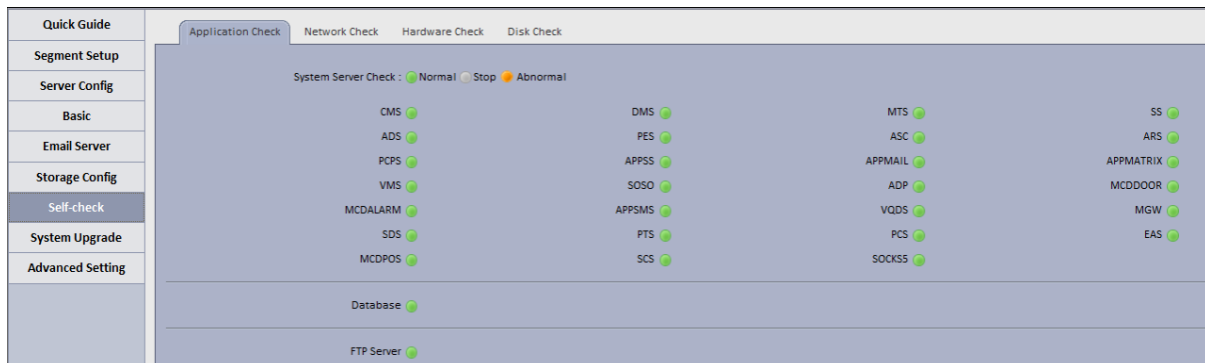 Quick Guide
Segment Setup
Server Config
Basic
Email Server
Storage Config
Self-check
System Upgrade
Advanced Setting
Application Check Network Check Hardware Check Disk Check
System Server Check : Normal Stop Abnormal
CMS DMS MTS SS
ADS PES ASC ARS
PCPS APPSS APPMAIL APPMATRIX
VMS SOSO ADP MCDDOOR
MCDALARM APPSMS VQDS MGW
SDS PTS PCS EAS
MCDPOS SCS SOCKS5
Database
FTP Server